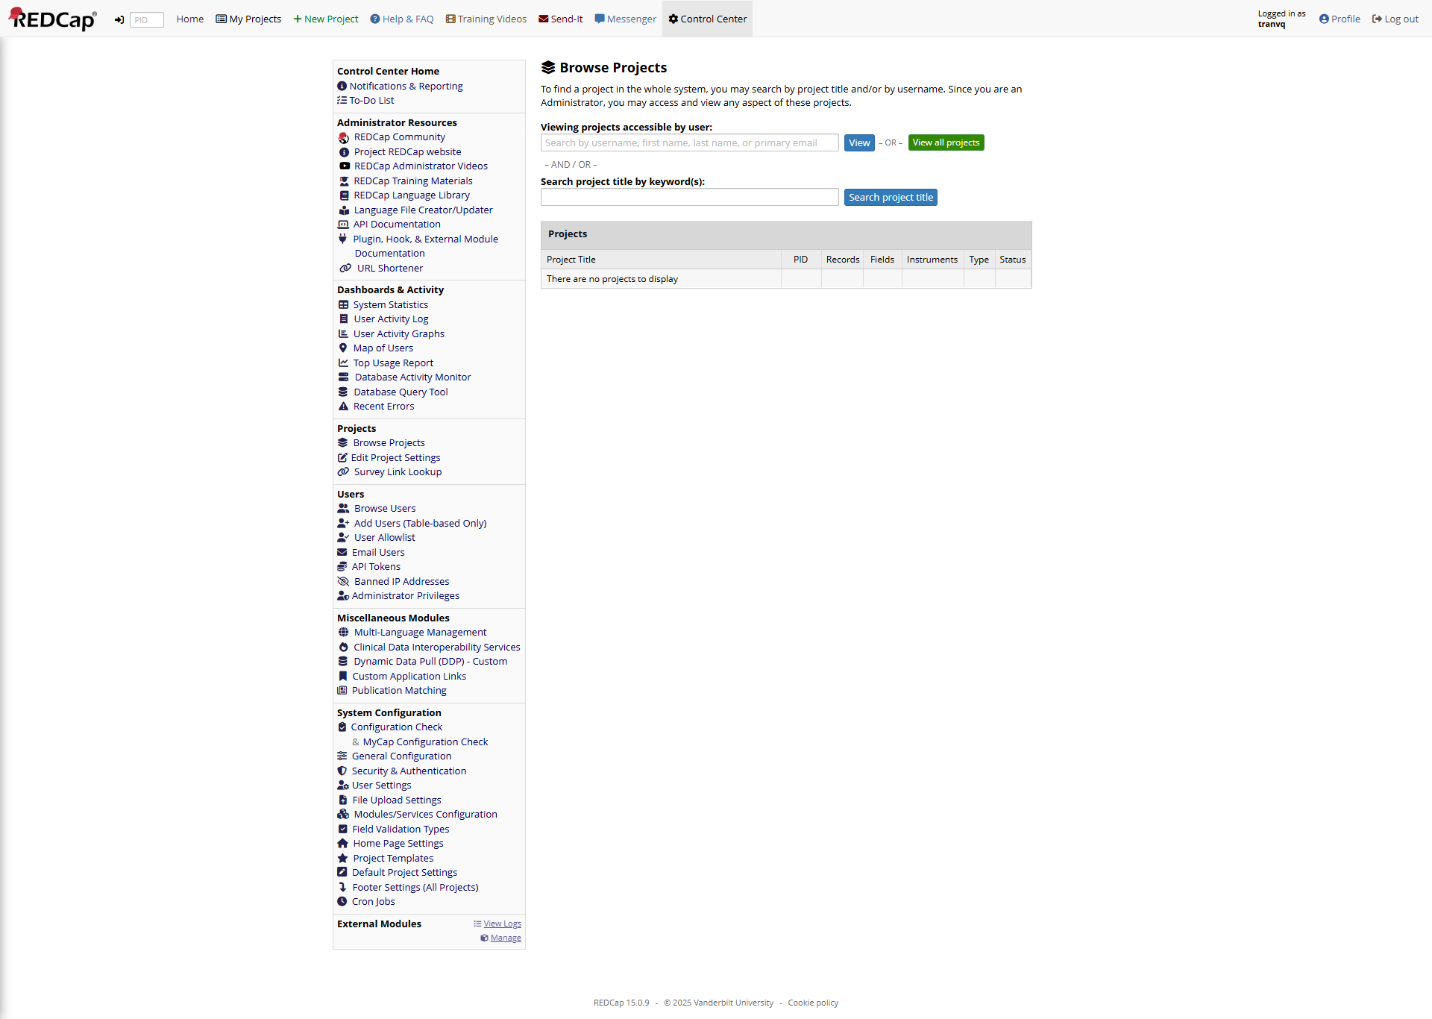 REDCap
PID
Home
My Projects
+ New Project
Help & FAQ
Training Videos
Send-It
Messenger
Control Center
Logged in as
tranvq
Profile
Log out
Control Center Home
Notifications & Reporting
To-Do List
Administrator Resources
REDCap Community
Project REDCap website
REDCap Administrator Videos
REDCap Training Materials
REDCap Language Library
Language File Creator/Updater
API Documentation
Plugin, Hook, & External Module
Documentation
URL Shortener
Dashboards & Activity
System Statistics
User Activity Log
User Activity Graphs
Map of Users
Top Usage Report
Database Activity Monitor
Database Query Tool
Recent Errors
Projects
Browse Projects
Edit Project Settings
Survey Link Lookup
Users
Browse Users
Add Users (Table-based Only)
User Allowlist
Email Users
API Tokens
Banned IP Addresses
Administrator Privileges
Miscellaneous Modules
Multi-Language Management
Clinical Data Interoperability Services
Dynamic Data Pull (DDP) - Custom
Custom Application Links
Publication Matching
System Configuration
Configuration Check
& MyCap Configuration Check
General Configuration
Security & Authentication
User Settings
File Upload Settings
Modules/Services Configuration
Field Validation Types
Home Page Settings
Project Templates
Default Project Settings
Footer Settings (All Projects)
Cron Jobs
External Modules
View Logs
Manage
Browse Projects
To find a project in the whole system, you may search by project title and/or by username. Since you are an
Administrator, you may access and view any aspect of these projects.
Viewing projects accessible by user:
Search by username, first name, last name, or primary email
View
– OR –
View all projects
– AND / OR –
Search project title by keyword(s):
Search project title
Projects
Project Title PID Records Fields Instruments Type Status
There are no projects to display
REDCap 15.0.9 - © 2025 Vanderbilt University - Cookie policy